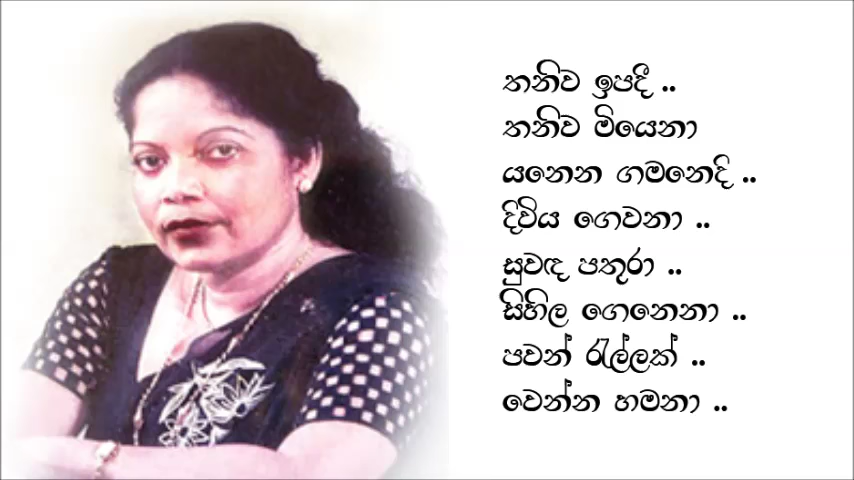 තනිව ඉපදී ..
තනිව මියෙනා
යනෙන ගමනෙදි ..
දිවිය ගෙවනා ..
සුවඳ පතුරා ..
සිහිල ගෙනෙනා ..
පවන් රැල්ලක් ..
වෙන්න හමනා ..